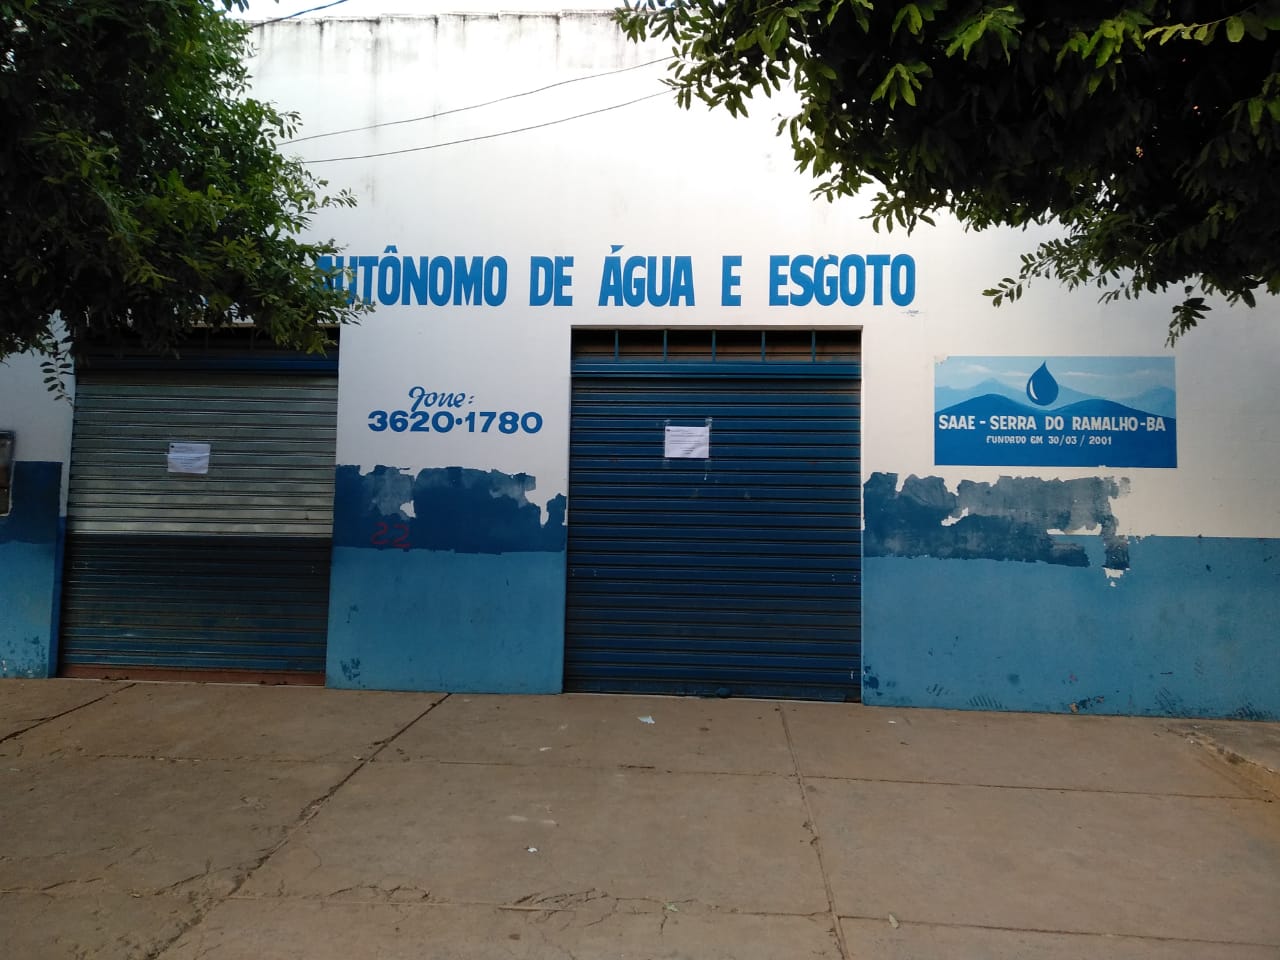 AUTÔNOMO DE ÁGUA E ESGOTO
Fone:
3620·1780
SAAE - SERRA DO RAMALHO-BA
FUNDADO EM 30/03/2001
22